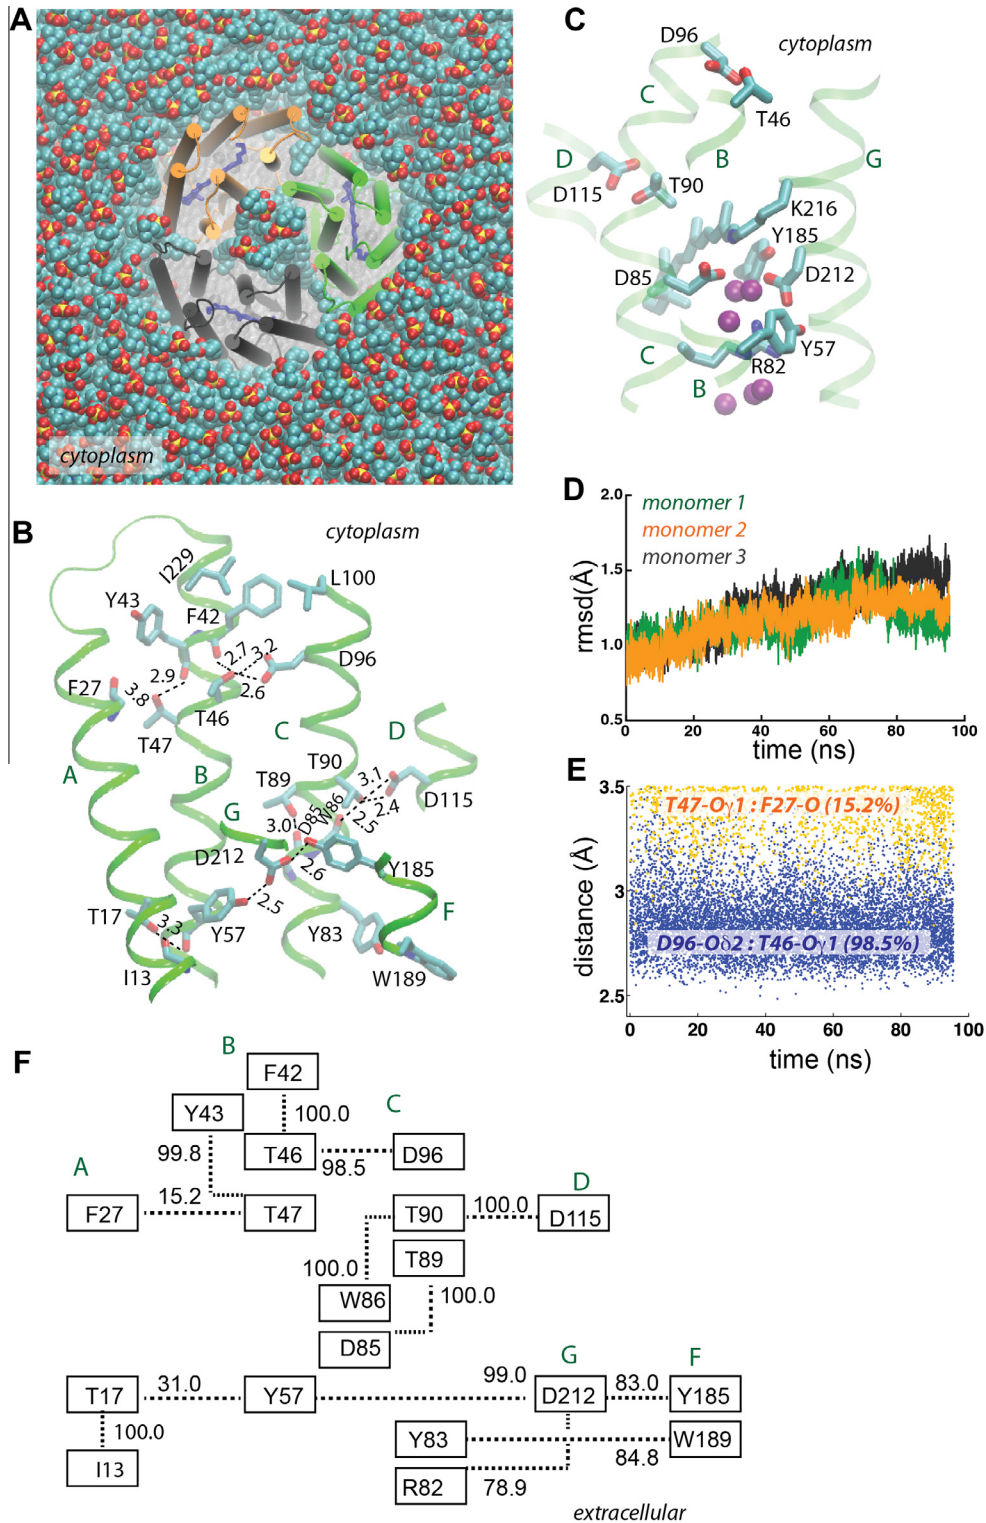 A
cytoplasm
B
cytoplasm
I229
L100
Y43
F42
2.7
3.2
D96
2.9
2.6
F27
3.8
T46
T47
C
D
A
B
T90
T89
3.1
D115
G
D85
W86
2.4
3.0
2.5
D212
2.6
Y185
T17
2.5
F
3.3
Y57
Y83
I13
W189
C
D96
cytoplasm
C
T46
D
B
G
D115
T90
K216
Y185
D85
D212
C
Y57
R82
B
D
2.0
monomer 1
monomer 2
monomer 3
1.5
rmsd(Å)
1.0
0.5
0 20 40 60 80 100
time (ns)
E
3.5
T47-Oγ1 : F27-O (15.2%)
distance (Å)
3
D96-Oδ2 : T46-Oγ1 (98.5%)
2.5
0 20 40 60 80 100
time (ns)
F
B
F42
C
Y43
100.0
99.8
T46
98.5
D96
A
D
F27
15.2
T47
T90
100.0
D115
T89
100.0
W86
100.0
D85
G
F
T17
31.0
Y57
99.0
D212
83.0
Y185
100.0
Y83
W189
84.8
I13
R82
78.9
extracellular